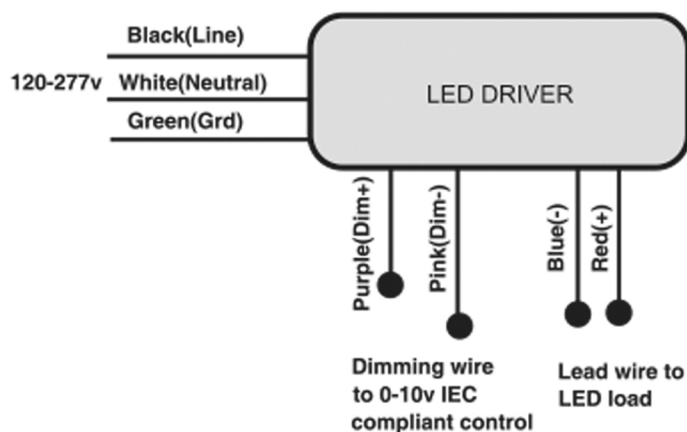 Black(Line)
120-277v White(Neutral)
Green(Grd)
LED DRIVER
Purple(Dim+)
Pink(Dim-)
Blue(-)
Red(+)
Dimming wire
to 0-10v IEC
compliant control
Lead wire to
LED load